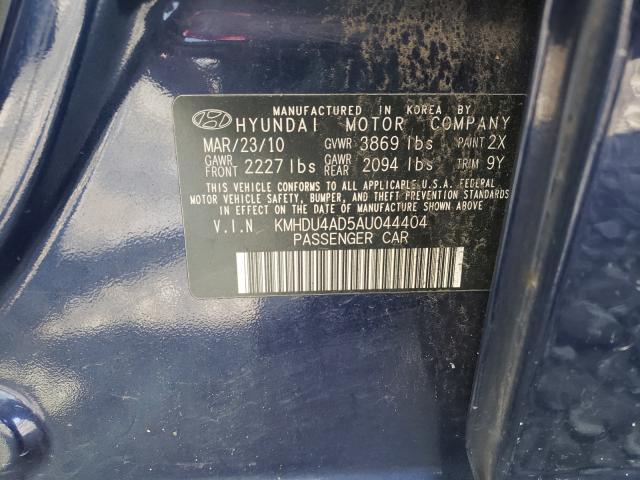 MANUFACTURED IN KOREA BY
HYUNDAI MOTOR COMPANY
MAR/23/10 GVWR 3869 lbs PAINT 2X
GAWR FRONT 2227 lbs GAWR REAR 2094 lbs TRIM 9Y
THIS VEHICLE CONFORMS TO ALL APPLICABLE U.S.A. FEDERAL
MOTOR VEHICLE SAFETY, BUMPER, AND THEFT PREVENTION STANDARDS
IN EFFECT ON THE DATE OF MANUFACTURE SHOWN ABOVE.
V.I.N KMHDU4AD5AU044404
PASSENGER CAR